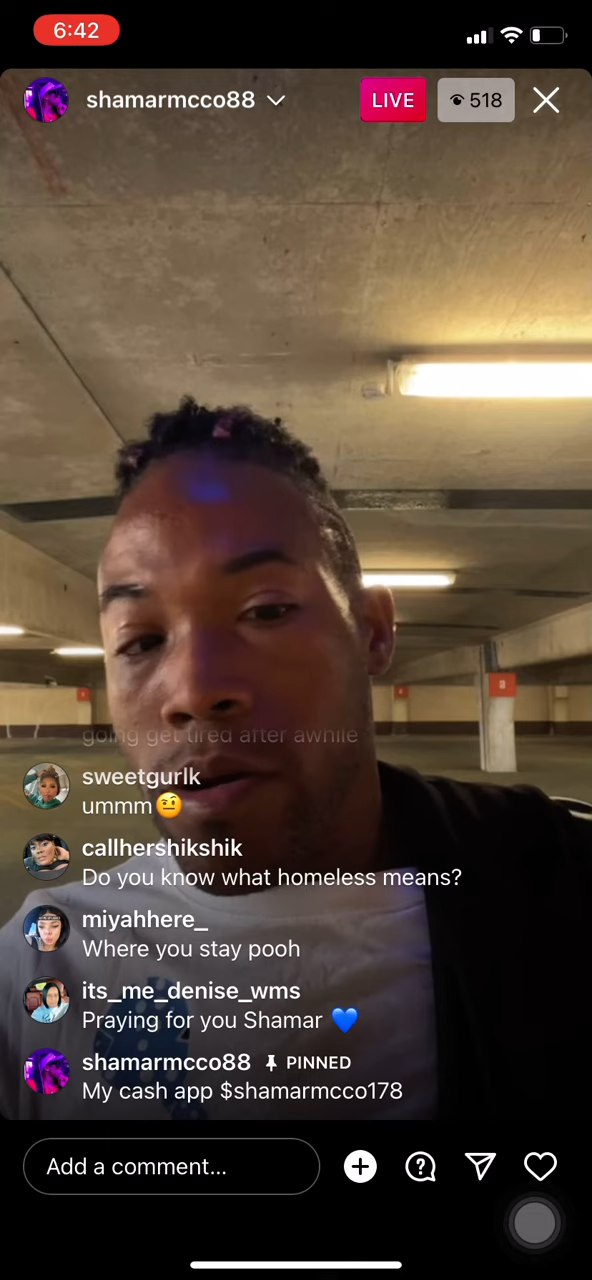 6:42
shamarmcco88
LIVE
518
going get tired after awhile
sweetgurlk
ummm🤨
callhershikshik
Do you know what homeless means?
miyahhere_
Where you stay pooh
its_me_denise_wms
Praying for you Shamar 💙
shamarmcco88 PINNED
My cash app $shamarmcco178
Add a comment...